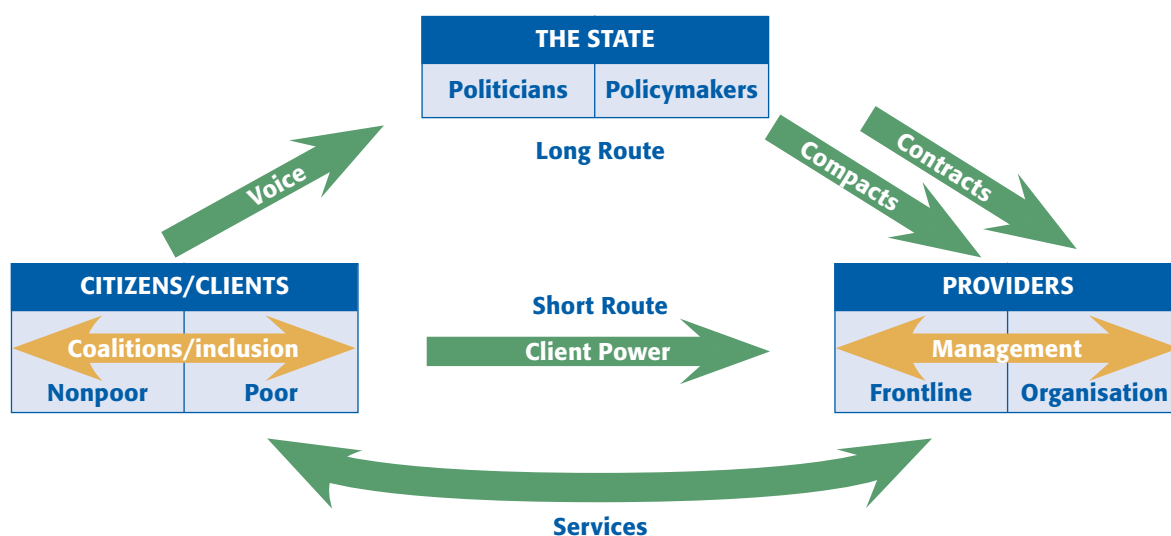 THE STATE
Politicians
Policymakers
Long Route
Voice
Compacts
Contracts
CITIZENS/CLIENTS
Coalitions/inclusion
Nonpoor
Poor
Short Route
Client Power
PROVIDERS
Management
Frontline
Organisation
Services